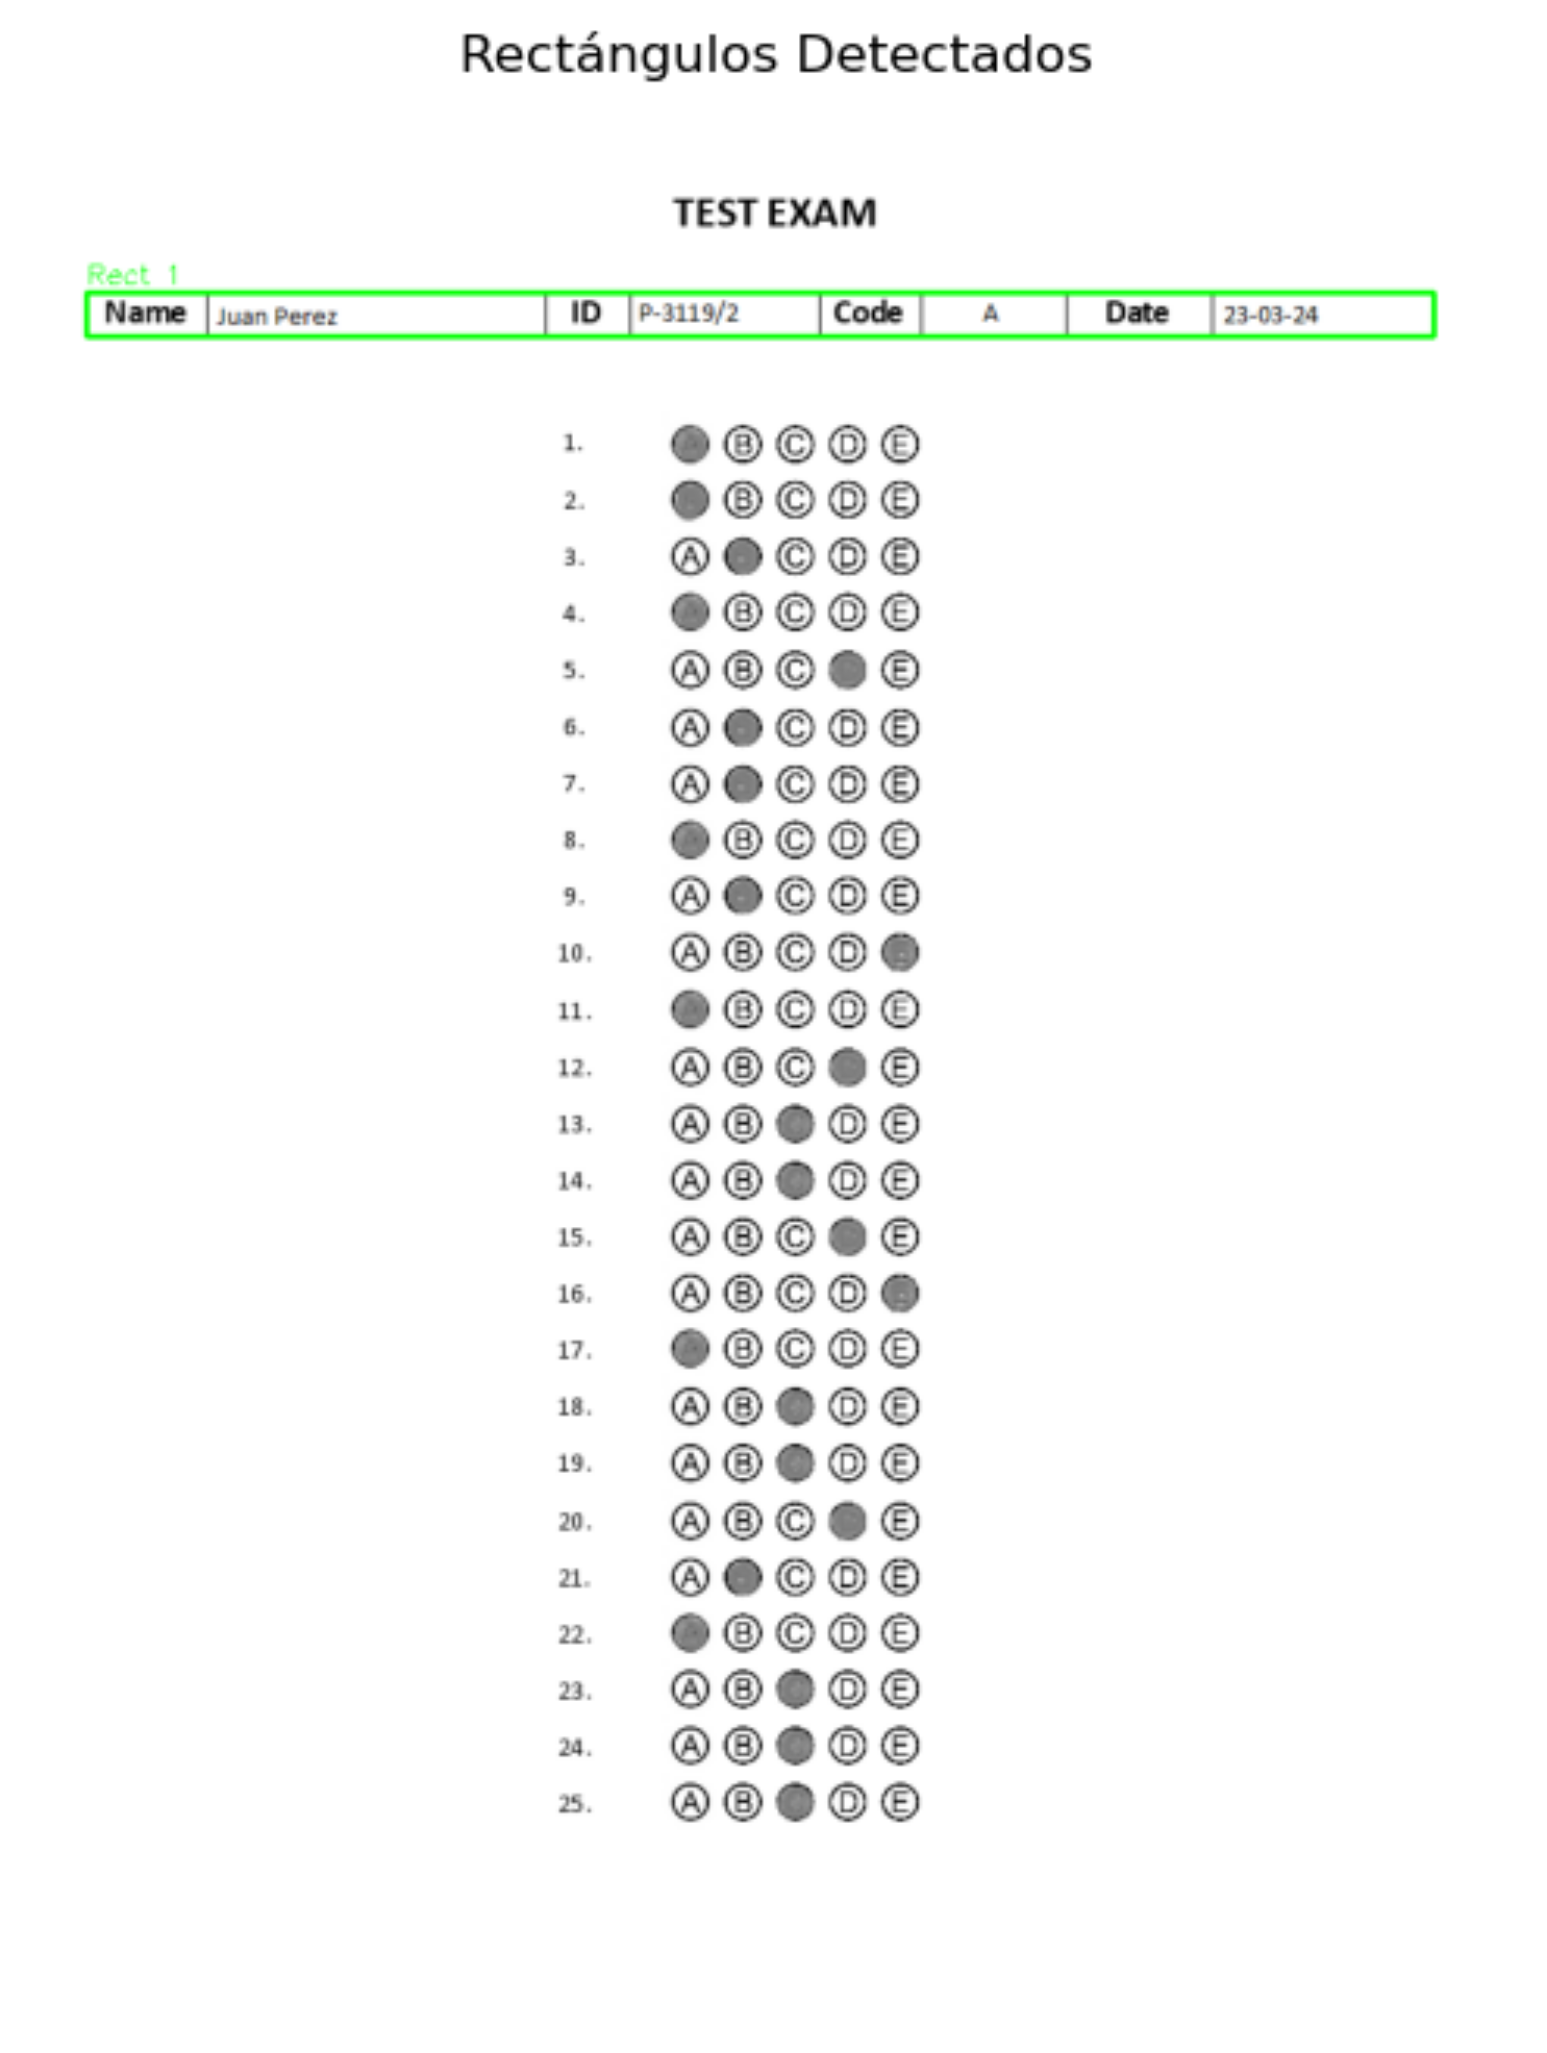 Rectángulos Detectados
TEST EXAM
Rect 1
Name Juan Perez ID P-3119/2 Code A Date 23-03-24
1. B C D E
2. B C D E
3. A C D E
4. B C D E
5. A B C E
6. A C D E
7. A C D E
8. B C D E
9. A C D E
10. A B C D
11. B C D E
12. A B C E
13. A B D E
14. A B D E
15. A B C E
16. A B C D
17. B C D E
18. A B D E
19. A B D E
20. A B C E
21. A C D E
22. B C D E
23. A B D E
24. A B D E
25. A B D E